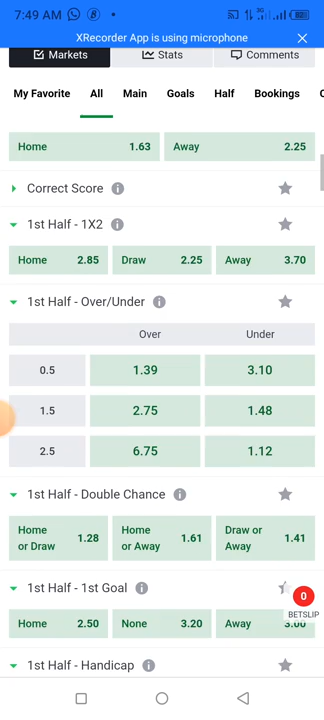 7:49 AM
3G
XRecorder App is using microphone
Markets Stats Comments
My Favorite All Main Goals Half Bookings
Home 1.63 Away 2.25
Correct Score
1st Half - 1X2
Home 2.85 Draw 2.25 Away 3.70
1st Half - Over/Under
Over Under
0.5 1.39 3.10
1.5 2.75 1.48
2.5 6.75 1.12
1st Half - Double Chance
Home or Draw 1.28 Home or Away 1.61 Draw or Away 1.41
1st Half - 1st Goal
0
BETSLIP
Home 2.50 None 3.20 Away 3.00
1st Half - Handicap